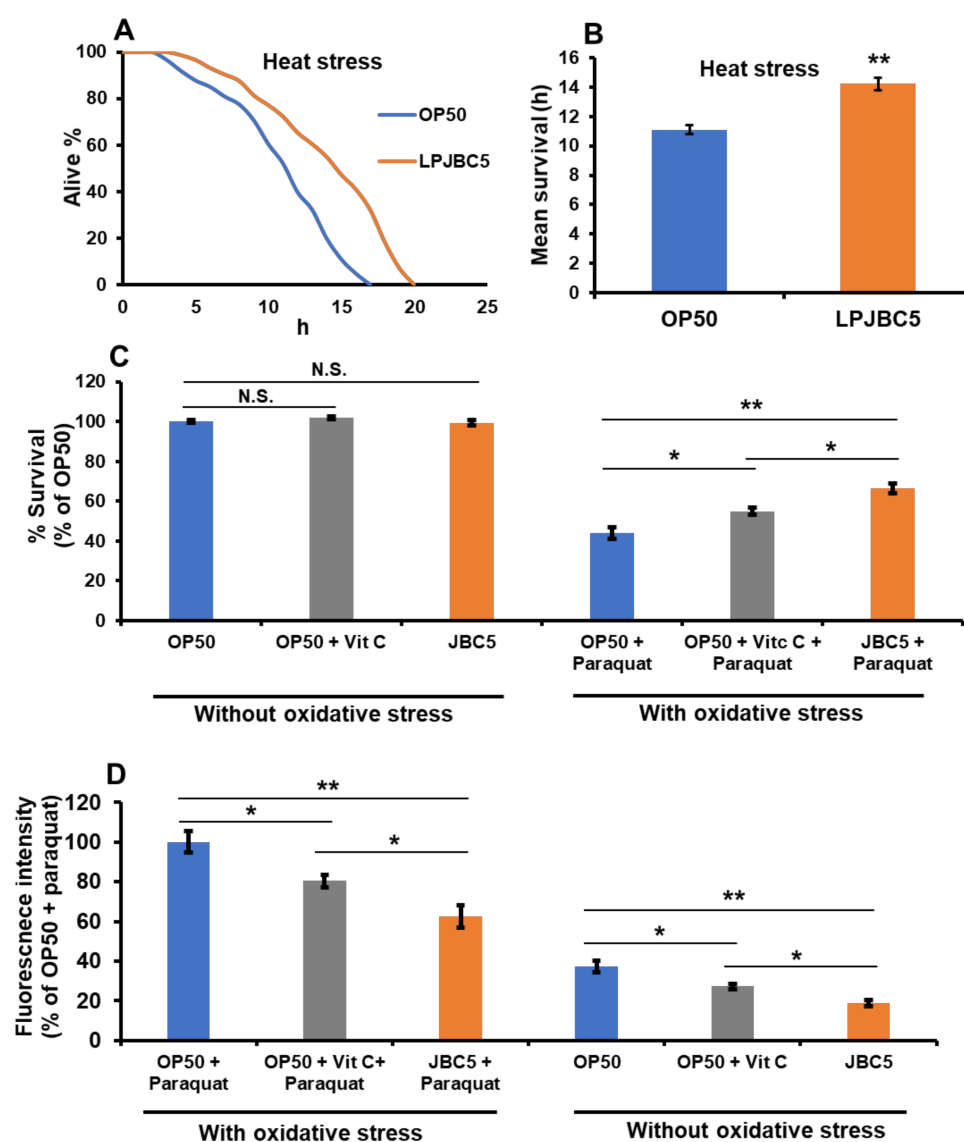 A
Heat stress
Alive %
100
80
60
40
20
0
0 5 10 15 20 25
h
OP50
LPJBC5
B
Heat stress
**
Mean survival (h)
16
14
12
10
8
6
4
2
0
OP50 LPJBC5
C
% Survival
(% of OP50)
120
100
80
60
40
20
0
N.S.
N.S.
**
*
*
OP50 OP50 + Vit C JBC5 OP50 + OP50 + Vitc C + JBC5 +
Paraquat Paraquat Paraquat
Without oxidative stress With oxidative stress
D
Fluorescnece intensity
(% of OP50 + paraquat)
120
100
80
60
40
20
0
**
*
*
**
*
*
OP50 + OP50 + Vit C+ JBC5 + OP50 OP50 + Vit C JBC5
Paraquat Paraquat Paraquat
With oxidative stress Without oxidative stress